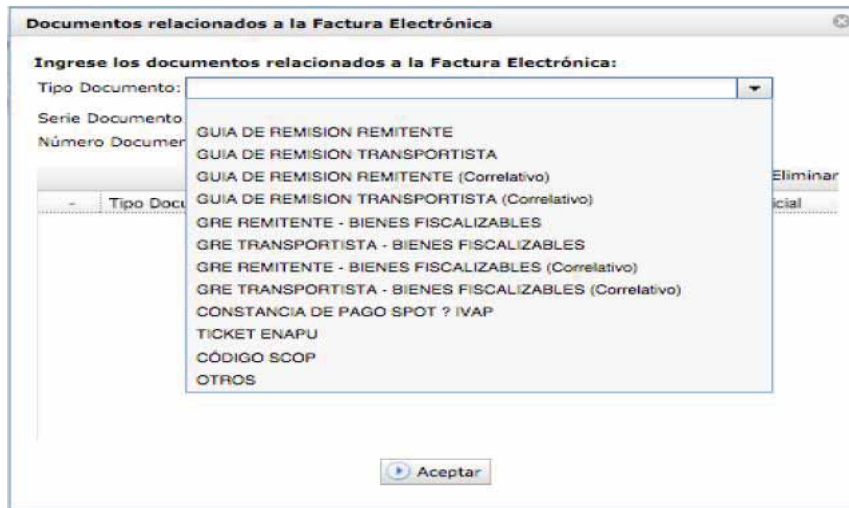 Documentos relacionados a la Factura Electrónica
Ingrese los documentos relacionados a la Factura Electrónica:
Tipo Documento:
Serie Documento
Número Documen
GUIA DE REMISION REMITENTE
GUIA DE REMISION TRANSPORTISTA
GUIA DE REMISION REMITENTE (Correlativo)
GUIA DE REMISION TRANSPORTISTA (Correlativo)
GRE REMITENTE - BIENES FISCALIZABLES
GRE TRANSPORTISTA - BIENES FISCALIZABLES
GRE REMITENTE - BIENES FISCALIZABLES (Correlativo)
GRE TRANSPORTISTA - BIENES FISCALIZABLES (Correlativo)
CONSTANCIA DE PAGO SPOT ? IVAP
TICKET ENAPU
CÓDIGO SCOP
OTROS
Eliminar
- Tipo Docu icial
Aceptar